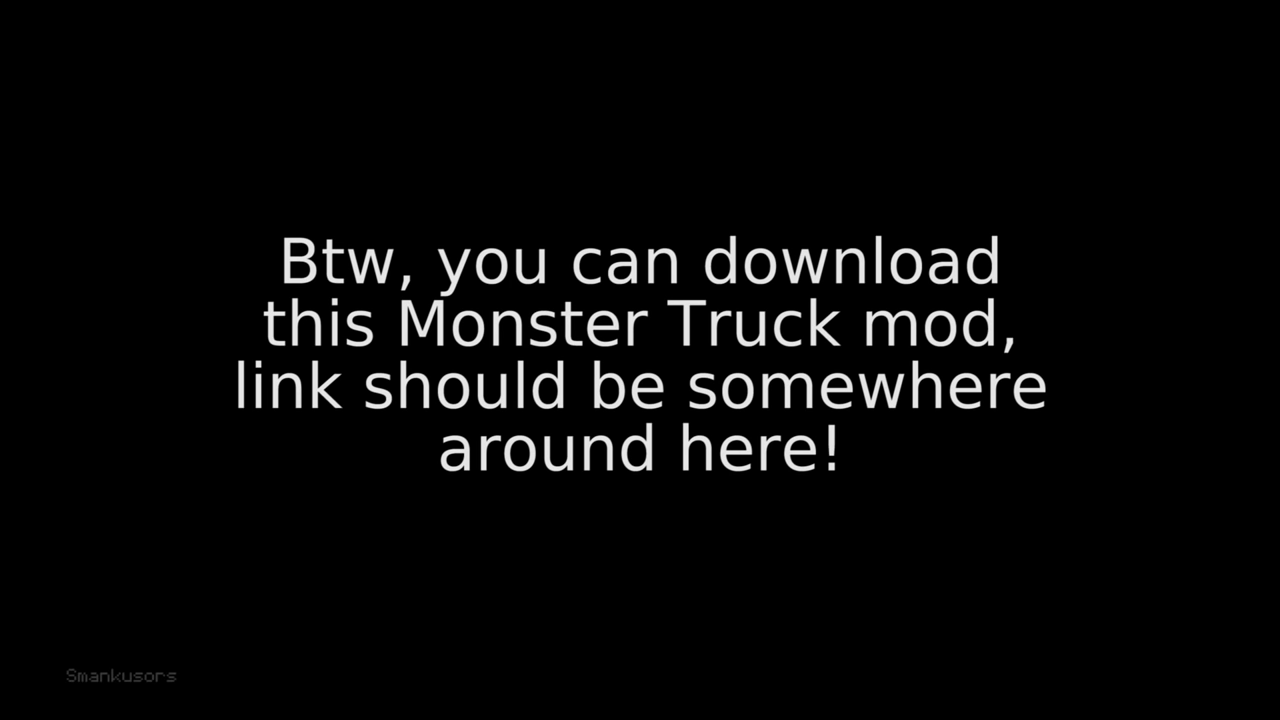 Btw, you can download
this Monster Truck mod,
link should be somewhere
around here!
Smankusors